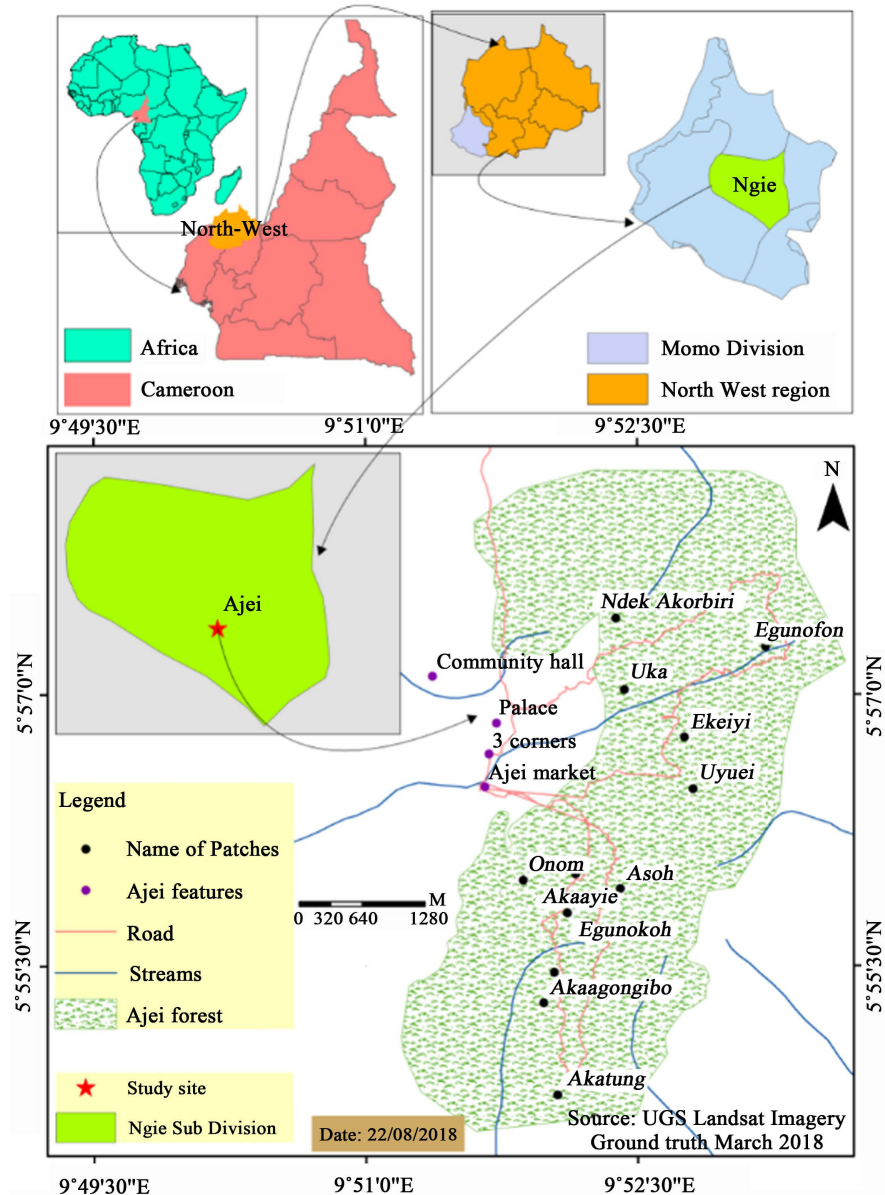 North-West
Africa
Cameroon
Ngie
Momo Division
North West region
9°49'30"E
9°51'0"E
9°52'30"E
N
Ajei
Ndek Akorbiri
Egunofon
Community hall
Uka
5°57'0"N
5°57'0"N
Palace
3 corners
Ekeiyi
Ajei market
Uyuei
Legend
Name of Patches
Ajei features
Road
Streams
Ajei forest
Study site
Ngie Sub Division
M
0 320 640 1280
Onom
Asoh
Akaayie
Egunokoh
5°55'30"N
5°55'30"N
Akaagongibo
Akatung
Date: 22/08/2018
Source: UGS Landsat Imagery
Ground truth March 2018
9°49'30"E
9°51'0"E
9°52'30"E